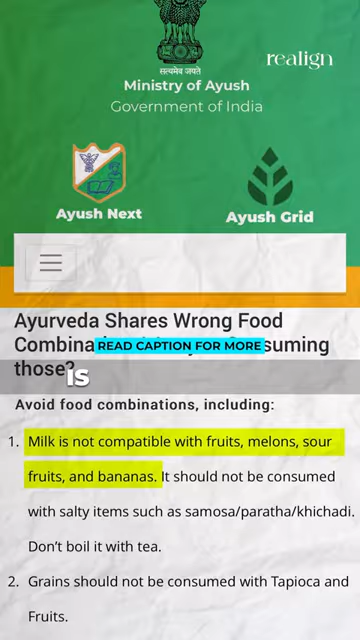 realign
सत्यमेव जयते
Ministry of Ayush
Government of India
Ayush Next
Ayush Grid
Ayurveda Shares Wrong Food
Combina
suming
READ CAPTION FOR MORE
those?
is
Avoid food combinations, including:
1. Milk is not compatible with fruits, melons, sour
fruits, and bananas. It should not be consumed
with salty items such as samosa/paratha/khichadi.
Don't boil it with tea.
2. Grains should not be consumed with Tapioca and
Fruits.